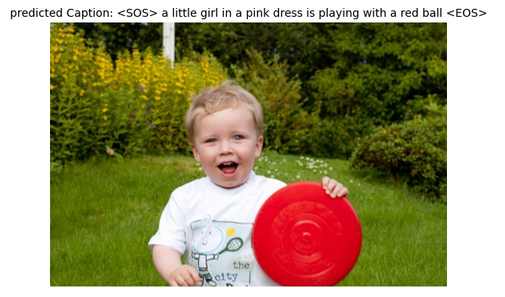 predicted Caption: <SOS> a little girl in a pink dress is playing with a red ball <EOS>
the
city